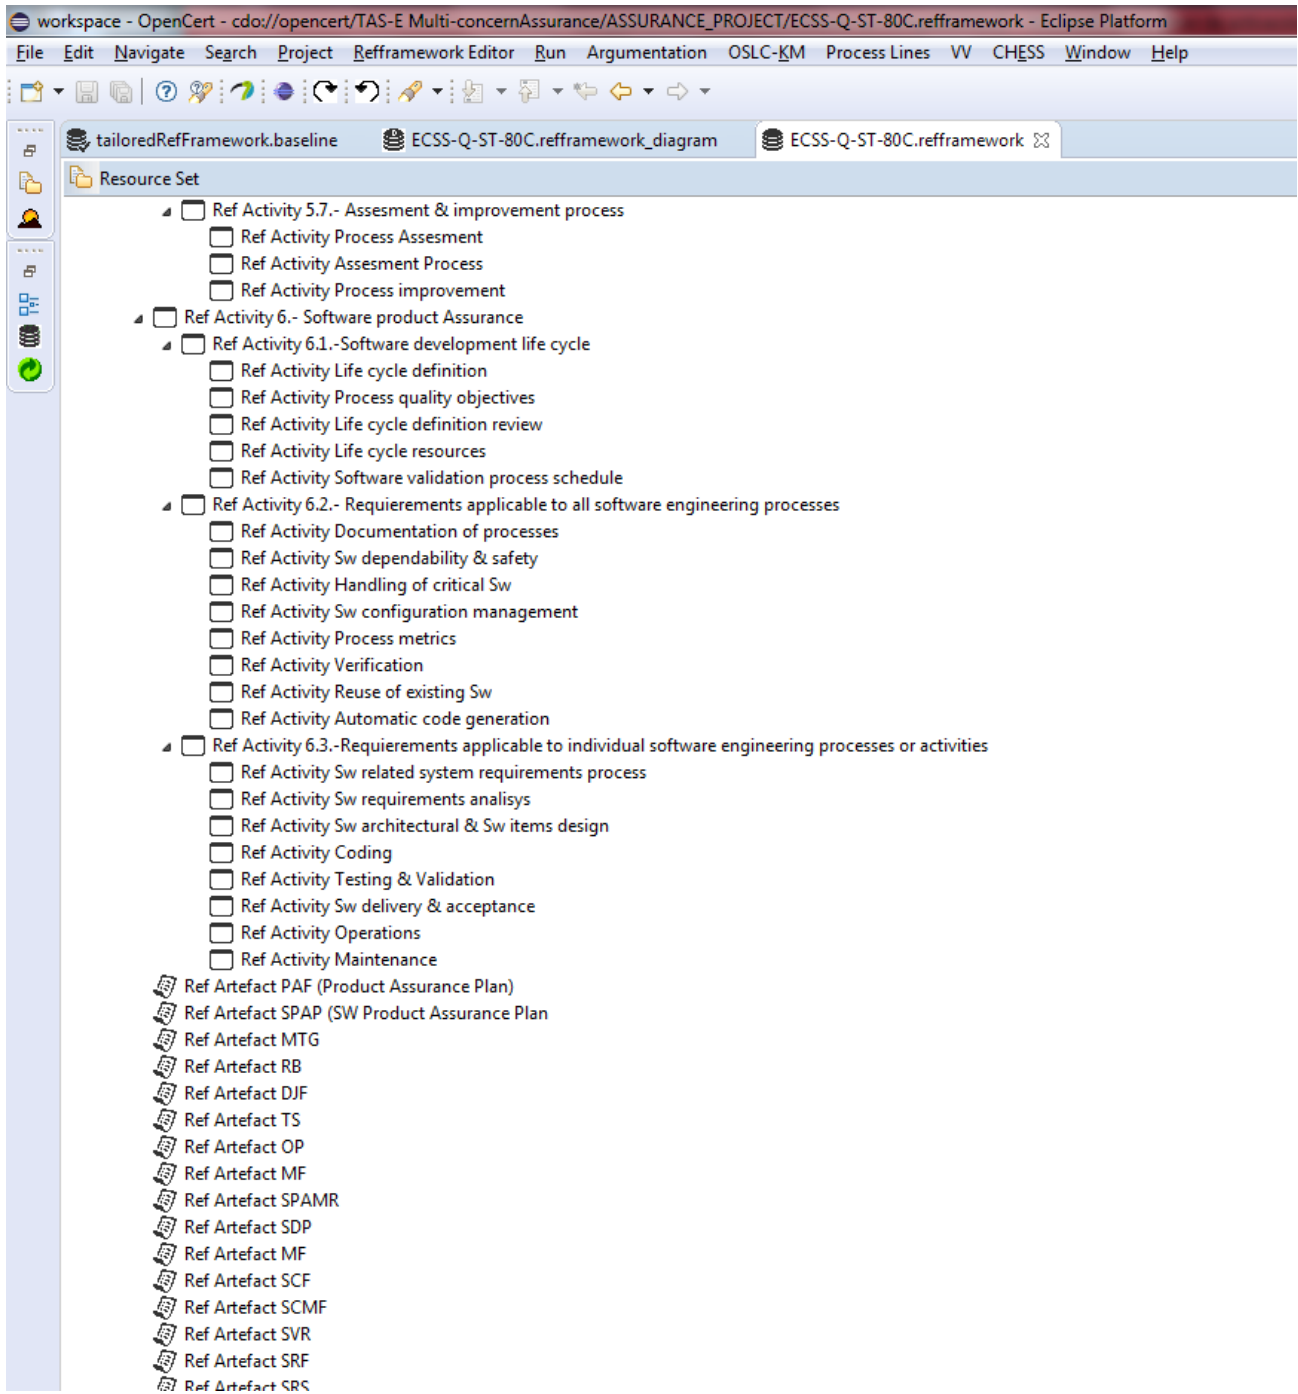 workspace - OpenCert - cdo://opencert/TAS-E Multi-concernAssurance/ASSURANCE_PROJECT/ECSS-Q-ST-80C.refframework - Eclipse Platform
File Edit Navigate Search Project Refframework Editor Run Argumentation OSLC-KM Process Lines VV CHESS Window Help
tailoredRefFramework.baseline ECSS-Q-ST-80C.refframework_diagram ECSS-Q-ST-80C.refframework
Resource Set
Ref Activity 5.7.- Assesment & improvement process
Ref Activity Process Assesment
Ref Activity Assesment Process
Ref Activity Process improvement
Ref Activity 6.- Software product Assurance
Ref Activity 6.1.-Software development life cycle
Ref Activity Life cycle definition
Ref Activity Process quality objectives
Ref Activity Life cycle definition review
Ref Activity Life cycle resources
Ref Activity Software validation process schedule
Ref Activity 6.2.- Requierements applicable to all software engineering processes
Ref Activity Documentation of processes
Ref Activity Sw dependability & safety
Ref Activity Handling of critical Sw
Ref Activity Sw configuration management
Ref Activity Process metrics
Ref Activity Verification
Ref Activity Reuse of existing Sw
Ref Activity Automatic code generation
Ref Activity 6.3.-Requierements applicable to individual software engineering processes or activities
Ref Activity Sw related system requirements process
Ref Activity Sw requirements analisys
Ref Activity Sw architectural & Sw items design
Ref Activity Coding
Ref Activity Testing & Validation
Ref Activity Sw delivery & acceptance
Ref Activity Operations
Ref Activity Maintenance
Ref Artefact PAF (Product Assurance Plan)
Ref Artefact SPAP (SW Product Assurance Plan
Ref Artefact MTG
Ref Artefact RB
Ref Artefact DJF
Ref Artefact TS
Ref Artefact OP
Ref Artefact MF
Ref Artefact SPAMR
Ref Artefact SDP
Ref Artefact MF
Ref Artefact SCF
Ref Artefact SCMF
Ref Artefact SVR
Ref Artefact SRF
Ref Artefact SRS